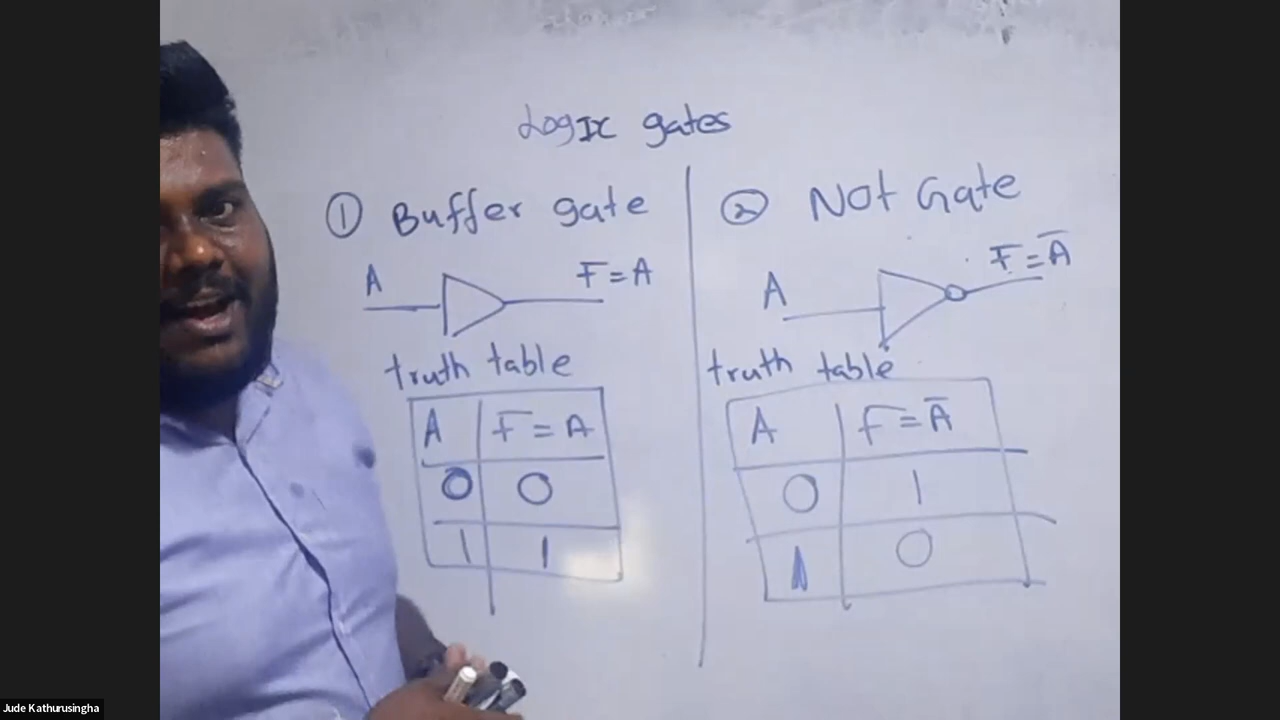 LogIC gates
① Buffer gate
A
F = A
truth table
A F = A
0 0
1 1
② Not Gate
A
F = Ā
truth table
A F = Ā
0 1
1 0
Jude Kathurusingha